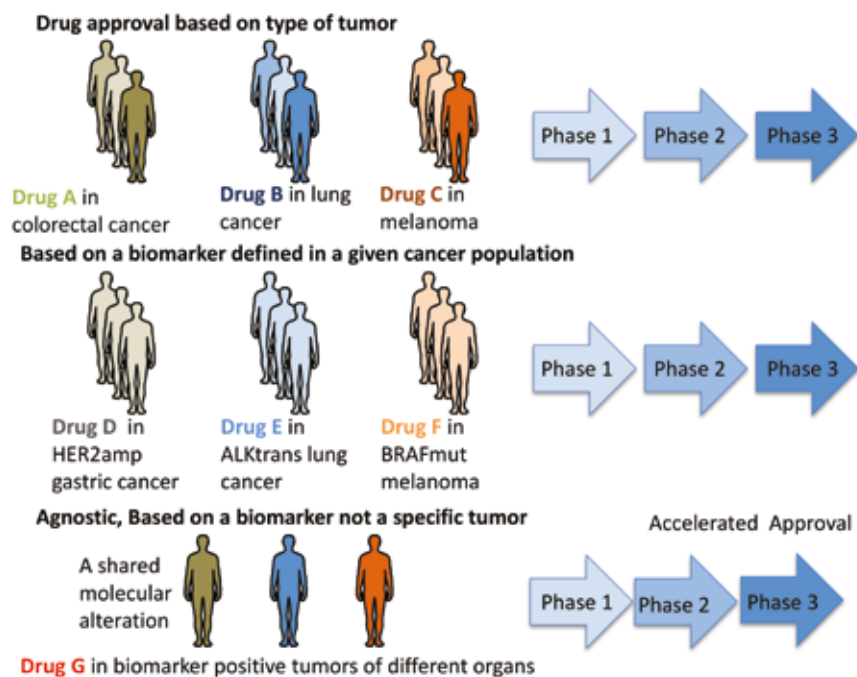 Drug approval based on type of tumor
Drug A in
colorectal cancer
Drug B in lung
cancer
Drug C in
melanoma
Phase 1
Phase 2
Phase 3
Based on a biomarker defined in a given cancer population
Drug D in
HER2amp
gastric cancer
Drug E in
ALKtrans lung
cancer
Drug F in
BRAFmut
melanoma
Phase 1
Phase 2
Phase 3
Agnostic, Based on a biomarker not a specific tumor
A shared
molecular
alteration
Drug G in biomarker positive tumors of different organs
Accelerated Approval
Phase 1
Phase 2
Phase 3